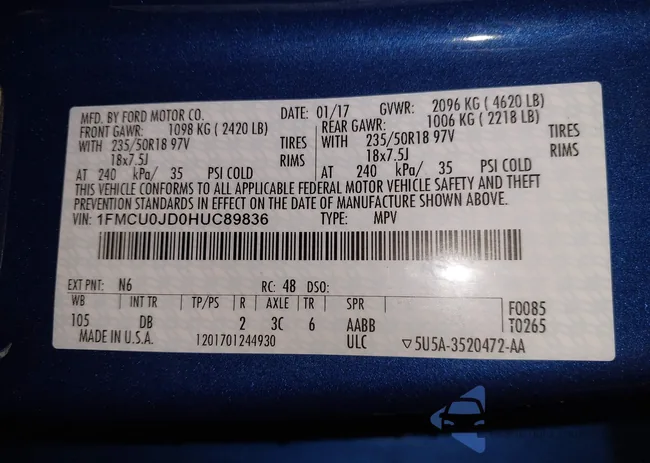 MFD. BY FORD MOTOR CO. DATE: 01/17 GVWR: 2096 KG ( 4620 LB)
FRONT GAWR: 1098 KG ( 2420 LB) REAR GAWR: 1006 KG ( 2218 LB)
WITH 235/50R18 97V TIRES WITH 235/50R18 97V TIRES
18x7.5J RIMS 18x7.5J RIMS
AT 240 kPa/ 35 PSI COLD AT 240 kPa/ 35 PSI COLD
THIS VEHICLE CONFORMS TO ALL APPLICABLE FEDERAL MOTOR VEHICLE SAFETY AND THEFT
PREVENTION STANDARDS IN EFFECT ON THE DATE OF MANUFACTURE SHOWN ABOVE.
VIN: 1FMCU0JD0HUC89836 TYPE: MPV
EXT PNT: N6 RC: 48 DSO:
WB INT TR TP/PS R AXLE TR SPR F0085
105 DB 2 3C 6 AABB T0265
MADE IN U.S.A. 1201701244930 ULC ▽5U5A-3520472-AA